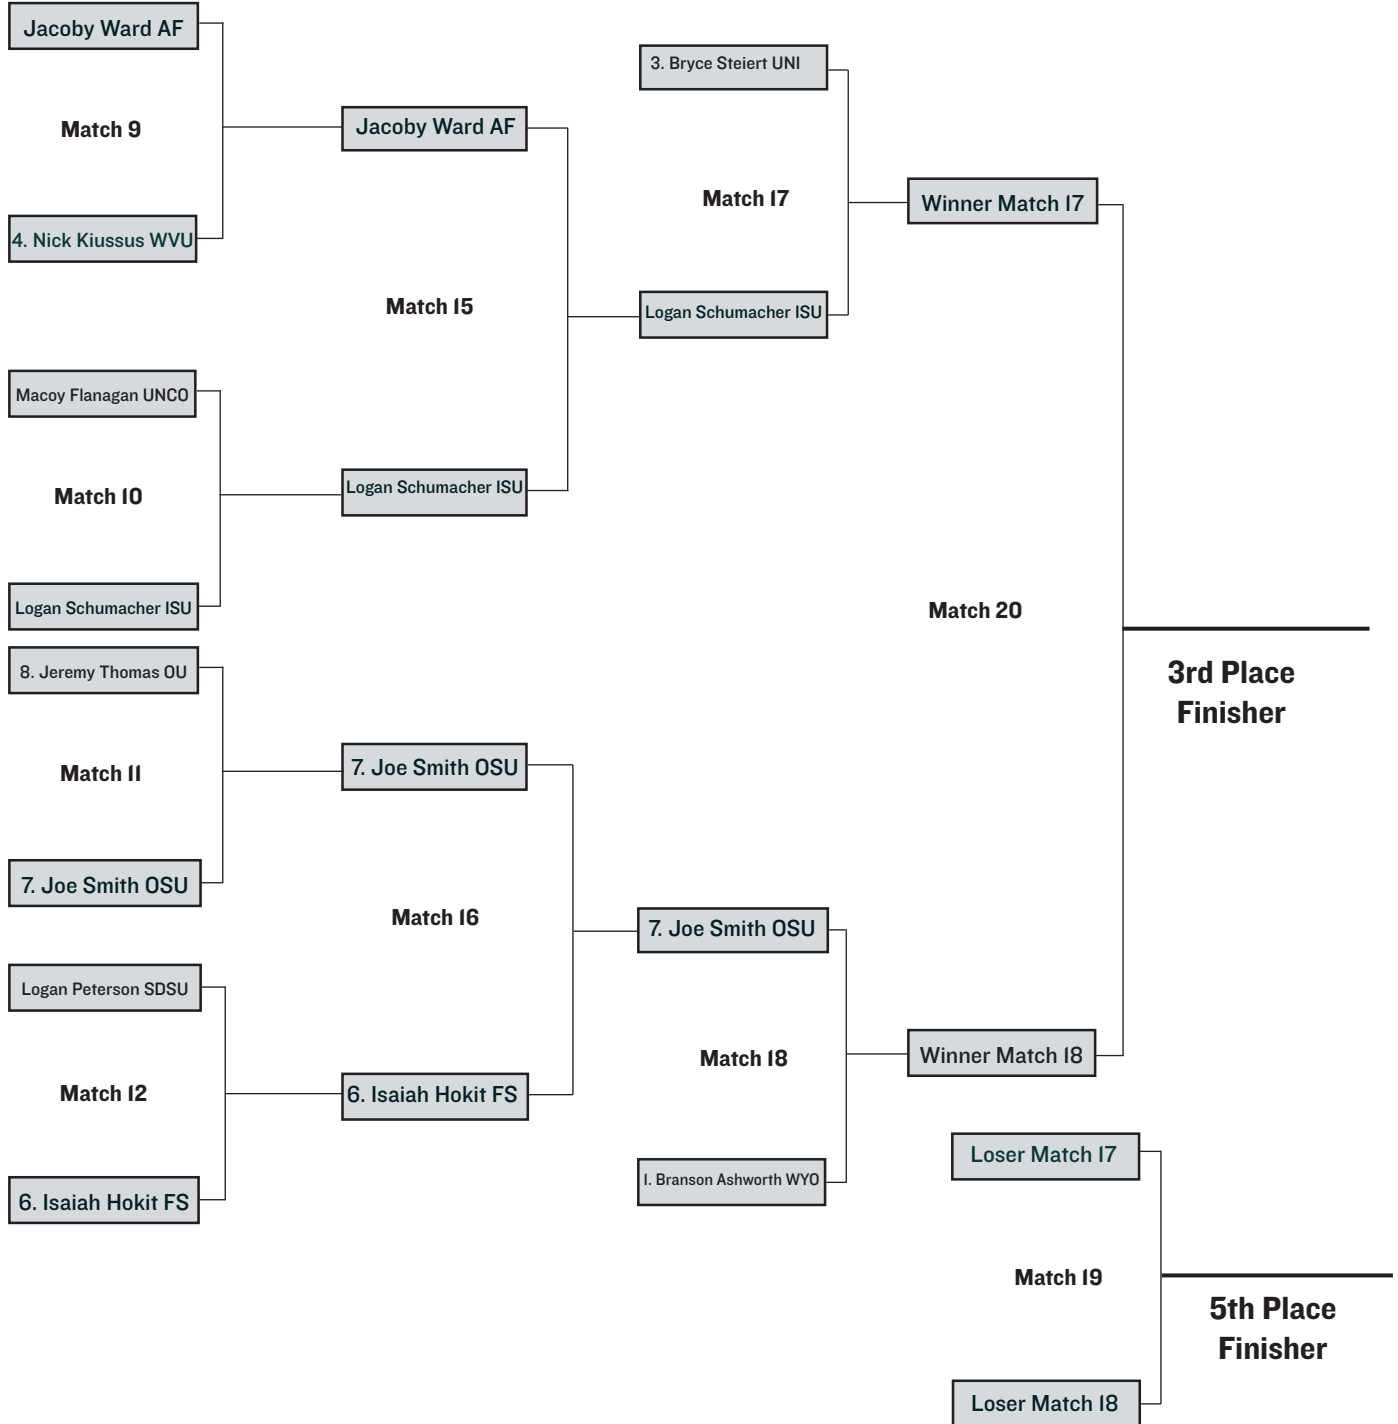 Jacoby Ward AF
3. Bryce Steiert UNI
Match 9
Jacoby Ward AF
Match 17
Winner Match 17
4. Nick Kiussus WVU
Match 15
Logan Schumacher ISU
Macoy Flanagan UNCO
Match 10
Logan Schumacher ISU
Logan Schumacher ISU
Match 20
8. Jeremy Thomas OU
3rd Place
Finisher
Match 11
7. Joe Smith OSU
7. Joe Smith OSU
Match 16
7. Joe Smith OSU
Logan Peterson SDSU
Match 18
Winner Match 18
Match 12
6. Isaiah Hokit FS
Loser Match 17
1. Branson Ashworth WYO
6. Isaiah Hokit FS
Match 19
5th Place
Finisher
Loser Match 18